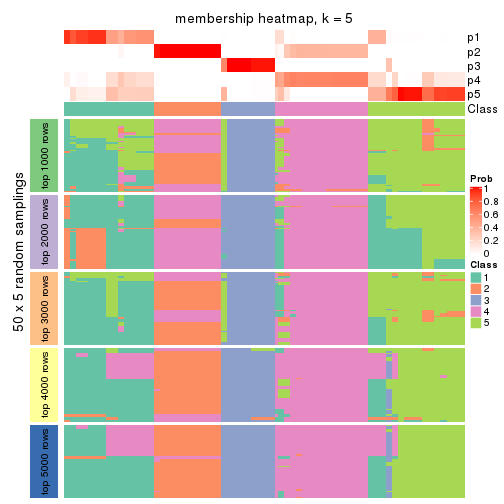 membership heatmap, k = 5
p1
p2
p3
p4
p5
Class
50 x 5 random samplings
top 1000 rows
top 2000 rows
top 3000 rows
top 4000 rows
top 5000 rows
Prob
1
0.8
0.6
0.4
0.2
0
Class
1
2
3
4
5